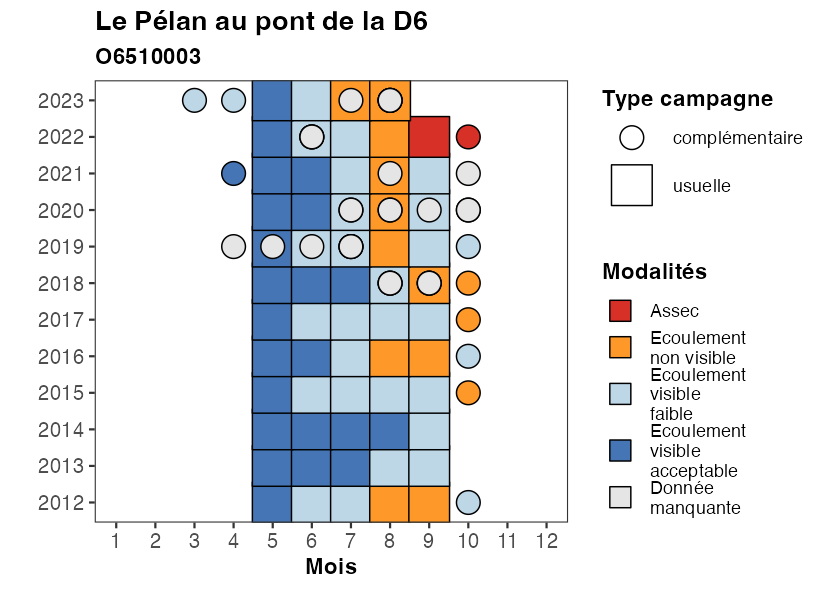 Le Pélan au pont de la D6
O6510003
2023
2022
2021
2020
2019
2018
2017
2016
2015
2014
2013
2012
1 2 3 4 5 6 7 8 9 10 11 12
Mois
Type campagne
complémentaire
usuelle
Modalités
Assec
Ecoulement
non visible
Ecoulement
visible
faible
Ecoulement
visible
acceptable
Donnée
manquante